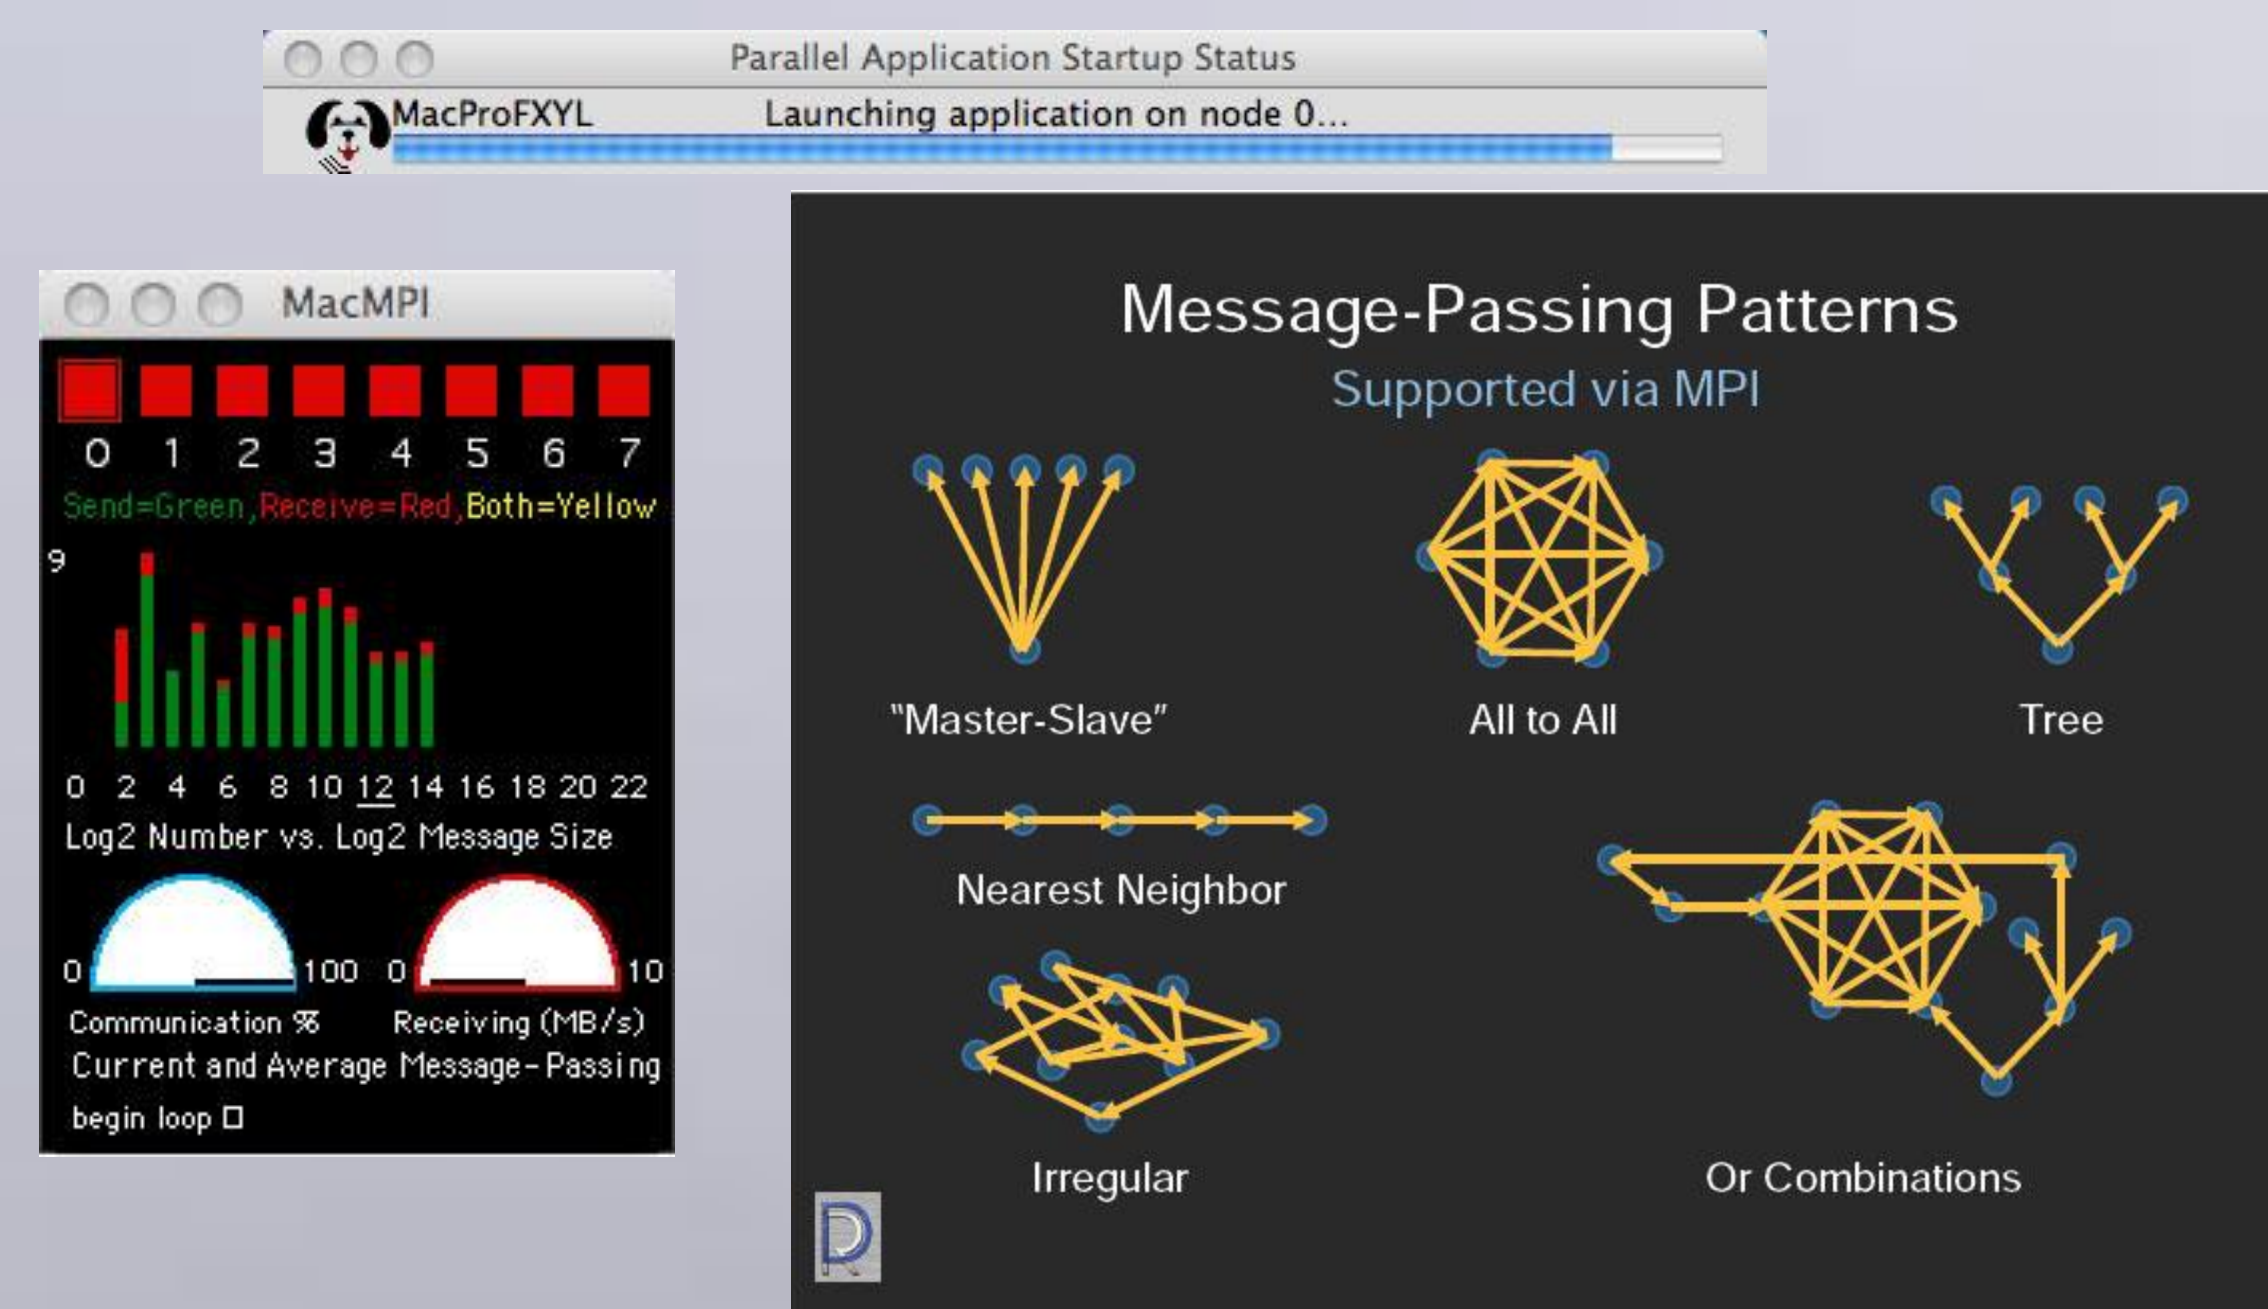 Parallel Application Startup Status
MacProFXYL Launching application on node 0...
MacMPI
0 1 2 3 4 5 6 7
Send=Green,Receive=Red,Both=Yellow
9
0 2 4 6 8 10 12 14 16 18 20 22
Log2 Number vs. Log2 Message Size
0 100 0 10
Communication % Receiving (MB/s)
Current and Average Message-Passing
begin loop
Message-Passing Patterns
Supported via MPI
"Master-Slave" All to All Tree
Nearest Neighbor
Irregular Or Combinations